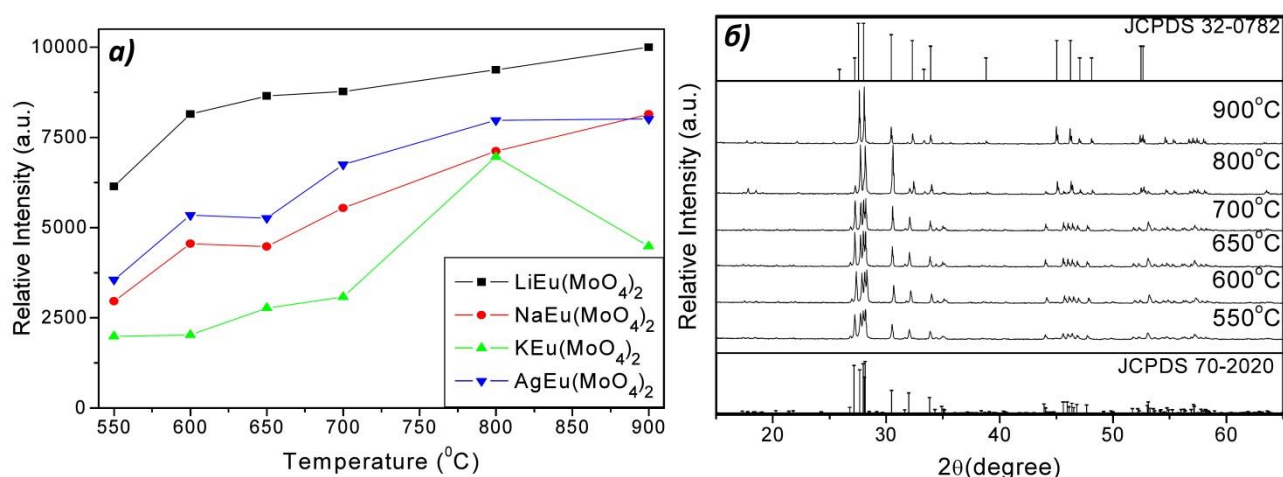 а)
10000
7500
5000
2500
0
Relative Intensity (a.u.)
550 600 650 700 750 800 850 900
Temperature (⁰C)
LiEu(MoO₄)₂
NaEu(MoO₄)₂
KEu(MoO₄)₂
AgEu(MoO₄)₂
б)
JCPDS 32-0782
900°C
800°C
700°C
650°C
600°C
550°C
JCPDS 70-2020
Relative Intensity (a.u.)
20 30 40 50 60
2θ(degree)